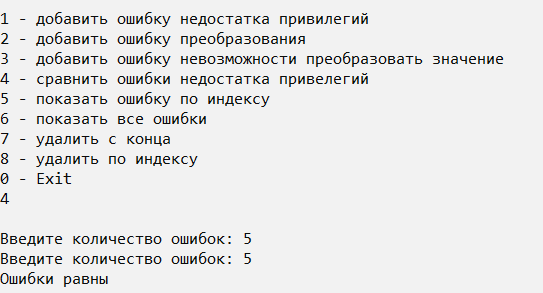 1 - добавить ошибку недостатка привилегий
2 - добавить ошибку преобразования
3 - добавить ошибку невозможности преобразовать значение
4 - сравнить ошибки недостатка привелегий
5 - показать ошибку по индексу
6 - показать все ошибки
7 - удалить с конца
8 - удалить по индексу
0 - Exit
4
Введите количество ошибок: 5
Введите количество ошибок: 5
Ошибки равны